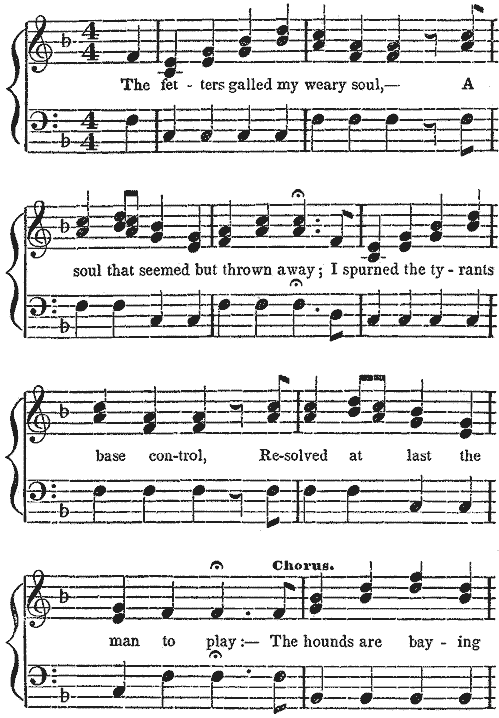 The fet - ters galled my weary soul,— A
soul that seemed but thrown away; I spurned the ty - rants
base con-trol, Re-solved at last the
Chorus.
man to play:— The hounds are bay - ing